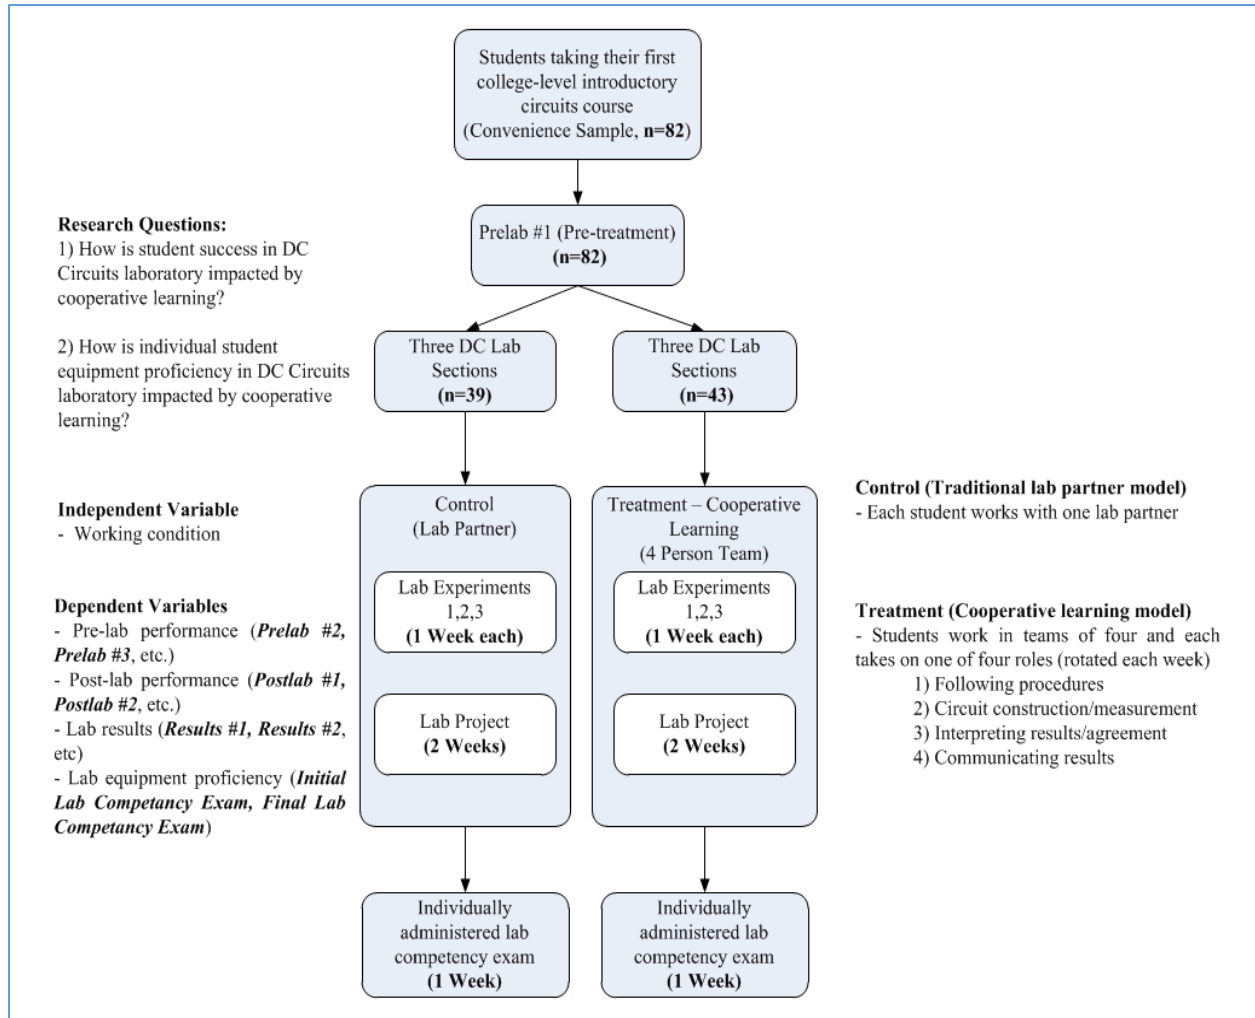 Students taking their first
college-level introductory
circuits course
(Convenience Sample, n=82)
Prelab #1 (Pre-treatment)
(n=82)
Research Questions:
1) How is student success in DC
Circuits laboratory impacted by
cooperative learning?
2) How is individual student
equipment proficiency in DC Circuits
laboratory impacted by cooperative
learning?
Three DC Lab
Sections
(n=39)
Three DC Lab
Sections
(n=43)
Independent Variable
- Working condition
Dependent Variables
- Pre-lab performance (Prelab #2,
Prelab #3, etc.)
- Post-lab performance (Postlab #1,
Postlab #2, etc.)
- Lab results (Results #1, Results #2,
etc)
- Lab equipment proficiency (Initial
Lab Competancy Exam, Final Lab
Competancy Exam)
Control
(Lab Partner)
Lab Experiments
1,2,3
(1 Week each)
Lab Project
(2 Weeks)
Treatment – Cooperative
Learning
(4 Person Team)
Lab Experiments
1,2,3
(1 Week each)
Lab Project
(2 Weeks)
Control (Traditional lab partner model)
- Each student works with one lab partner
Treatment (Cooperative learning model)
- Students work in teams of four and each
takes on one of four roles (rotated each week)
1) Following procedures
2) Circuit construction/measurement
3) Interpreting results/agreement
4) Communicating results
Individually
administered lab
competency exam
(1 Week)
Individually
administered lab
competency exam
(1 Week)